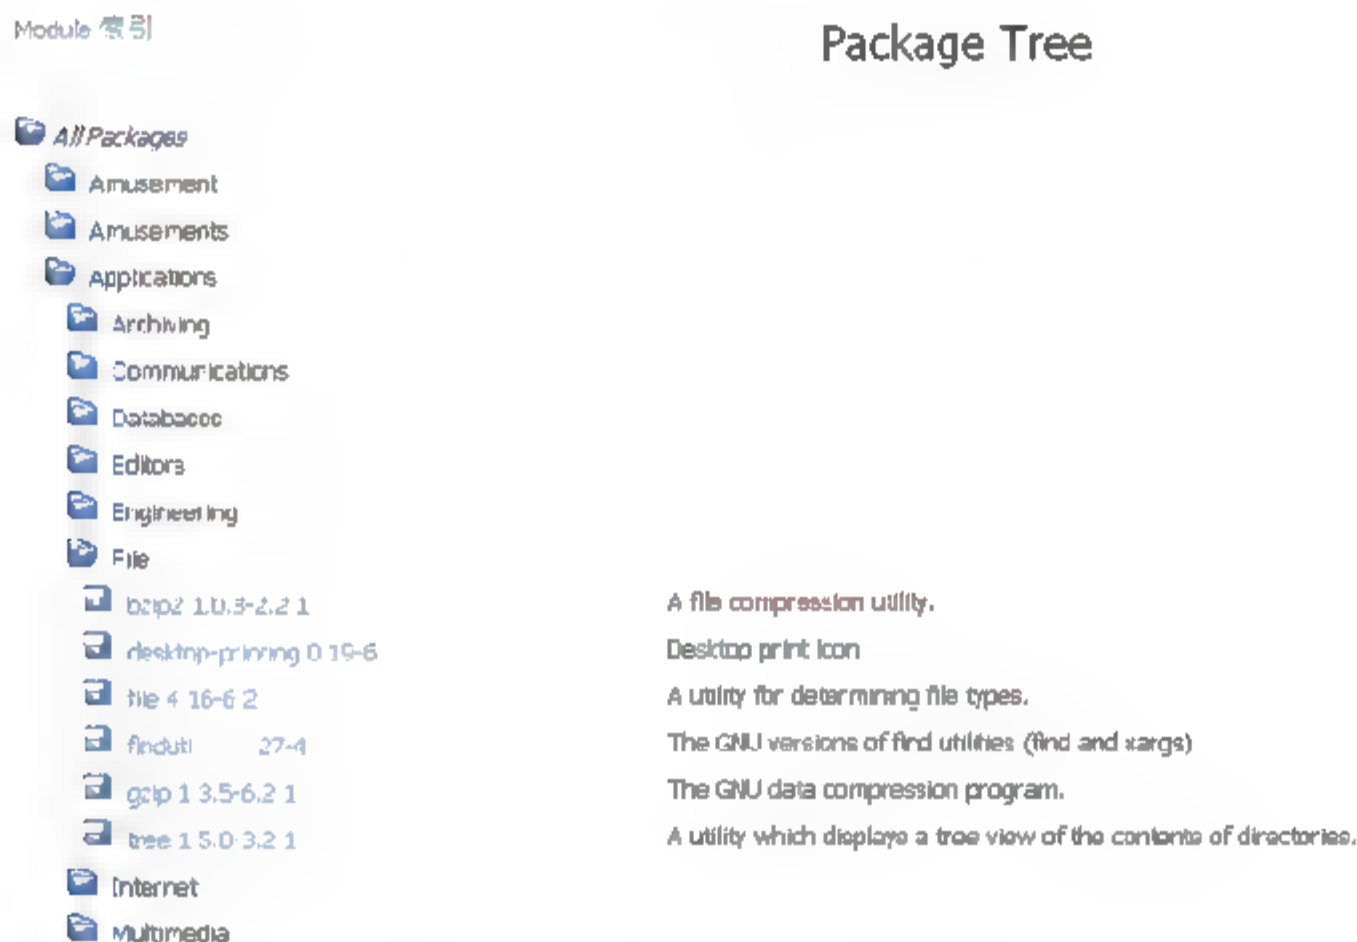 Module 索引
Package Tree
All Packages
Amusement
Amusements
Applications
Archiving
Communications
Databases
Editors
Engineering
File
bzip2 1.0.3-2.2 1 A file compression utility.
desktop-printing 0 19-6 Desktop print icon
file 4 16-6 2 A utility for determining file types.
27-4 The GNU versions of find utilities (find and xargs)
gzip 1 3.5-6.2 1 The GNU data compression program.
tree 1 5.0-3.2 1 A utility which displays a tree view of the contents of directories.
Internet
Multimedia